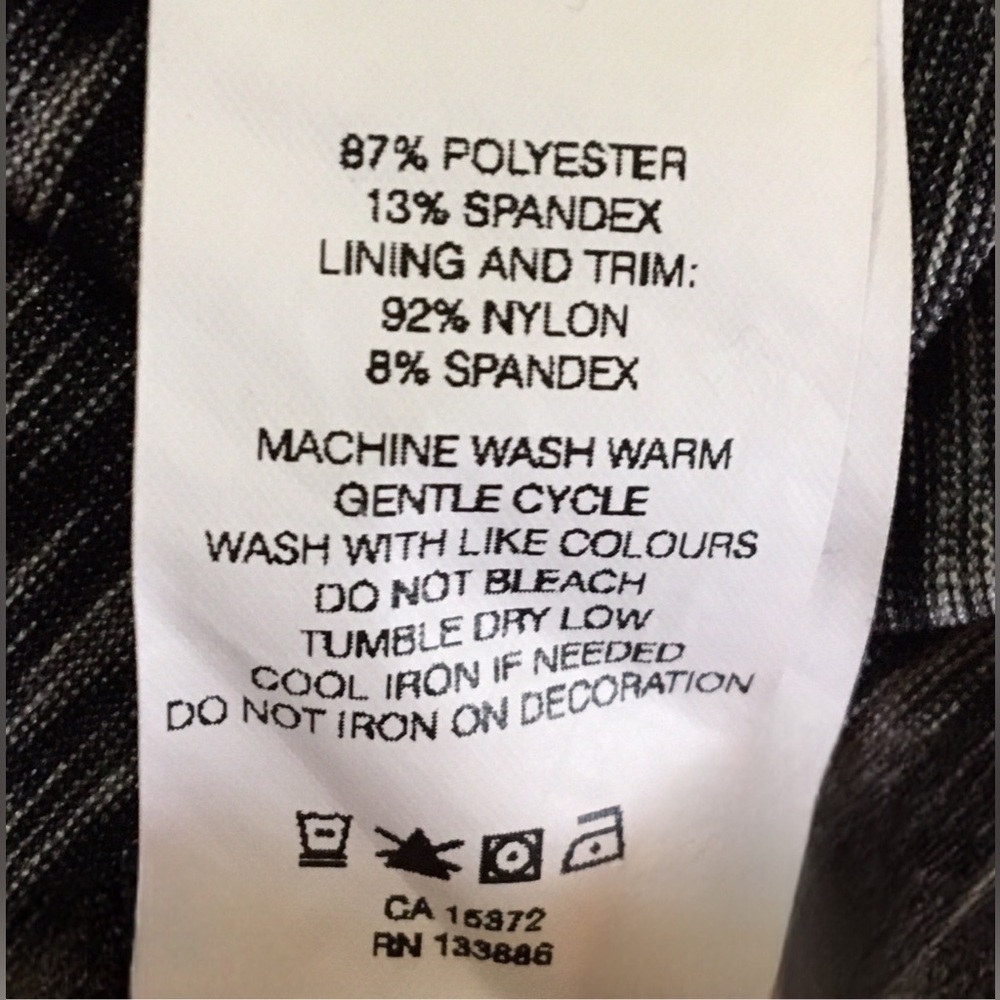 87% POLYESTER
13% SPANDEX
LINING AND TRIM:
92% NYLON
8% SPANDEX
MACHINE WASH WARM
GENTLE CYCLE
WASH WITH LIKE COLOURS
DO NOT BLEACH
TUMBLE DRY LOW
COOL IRON IF NEEDED
DO NOT IRON ON DECORATION
CA 15372
RN 133886